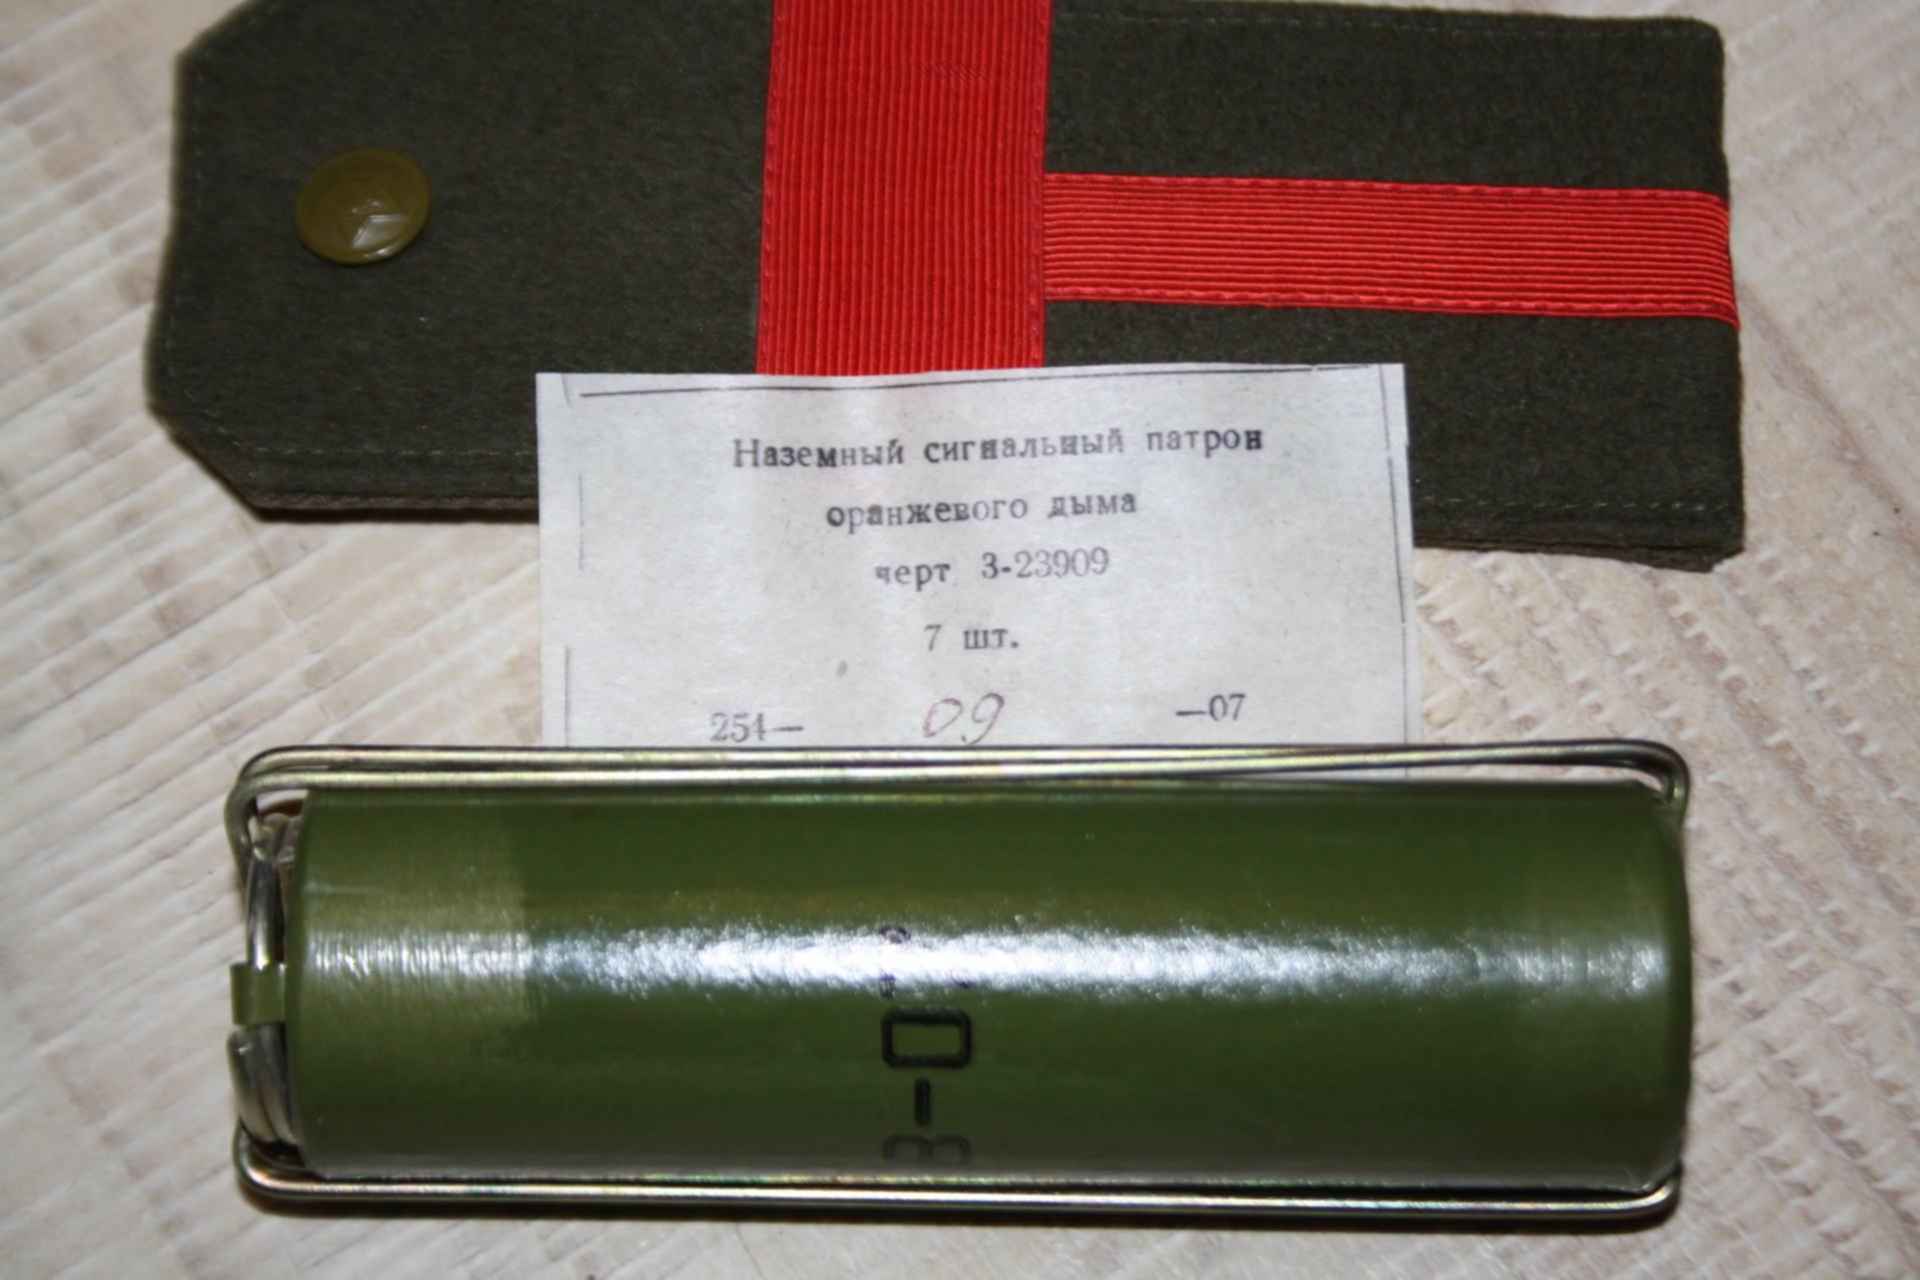 Наземный сигнальный патрон
оранжевого дыма
черт 3-23909
7 шт.
254— 09 —07